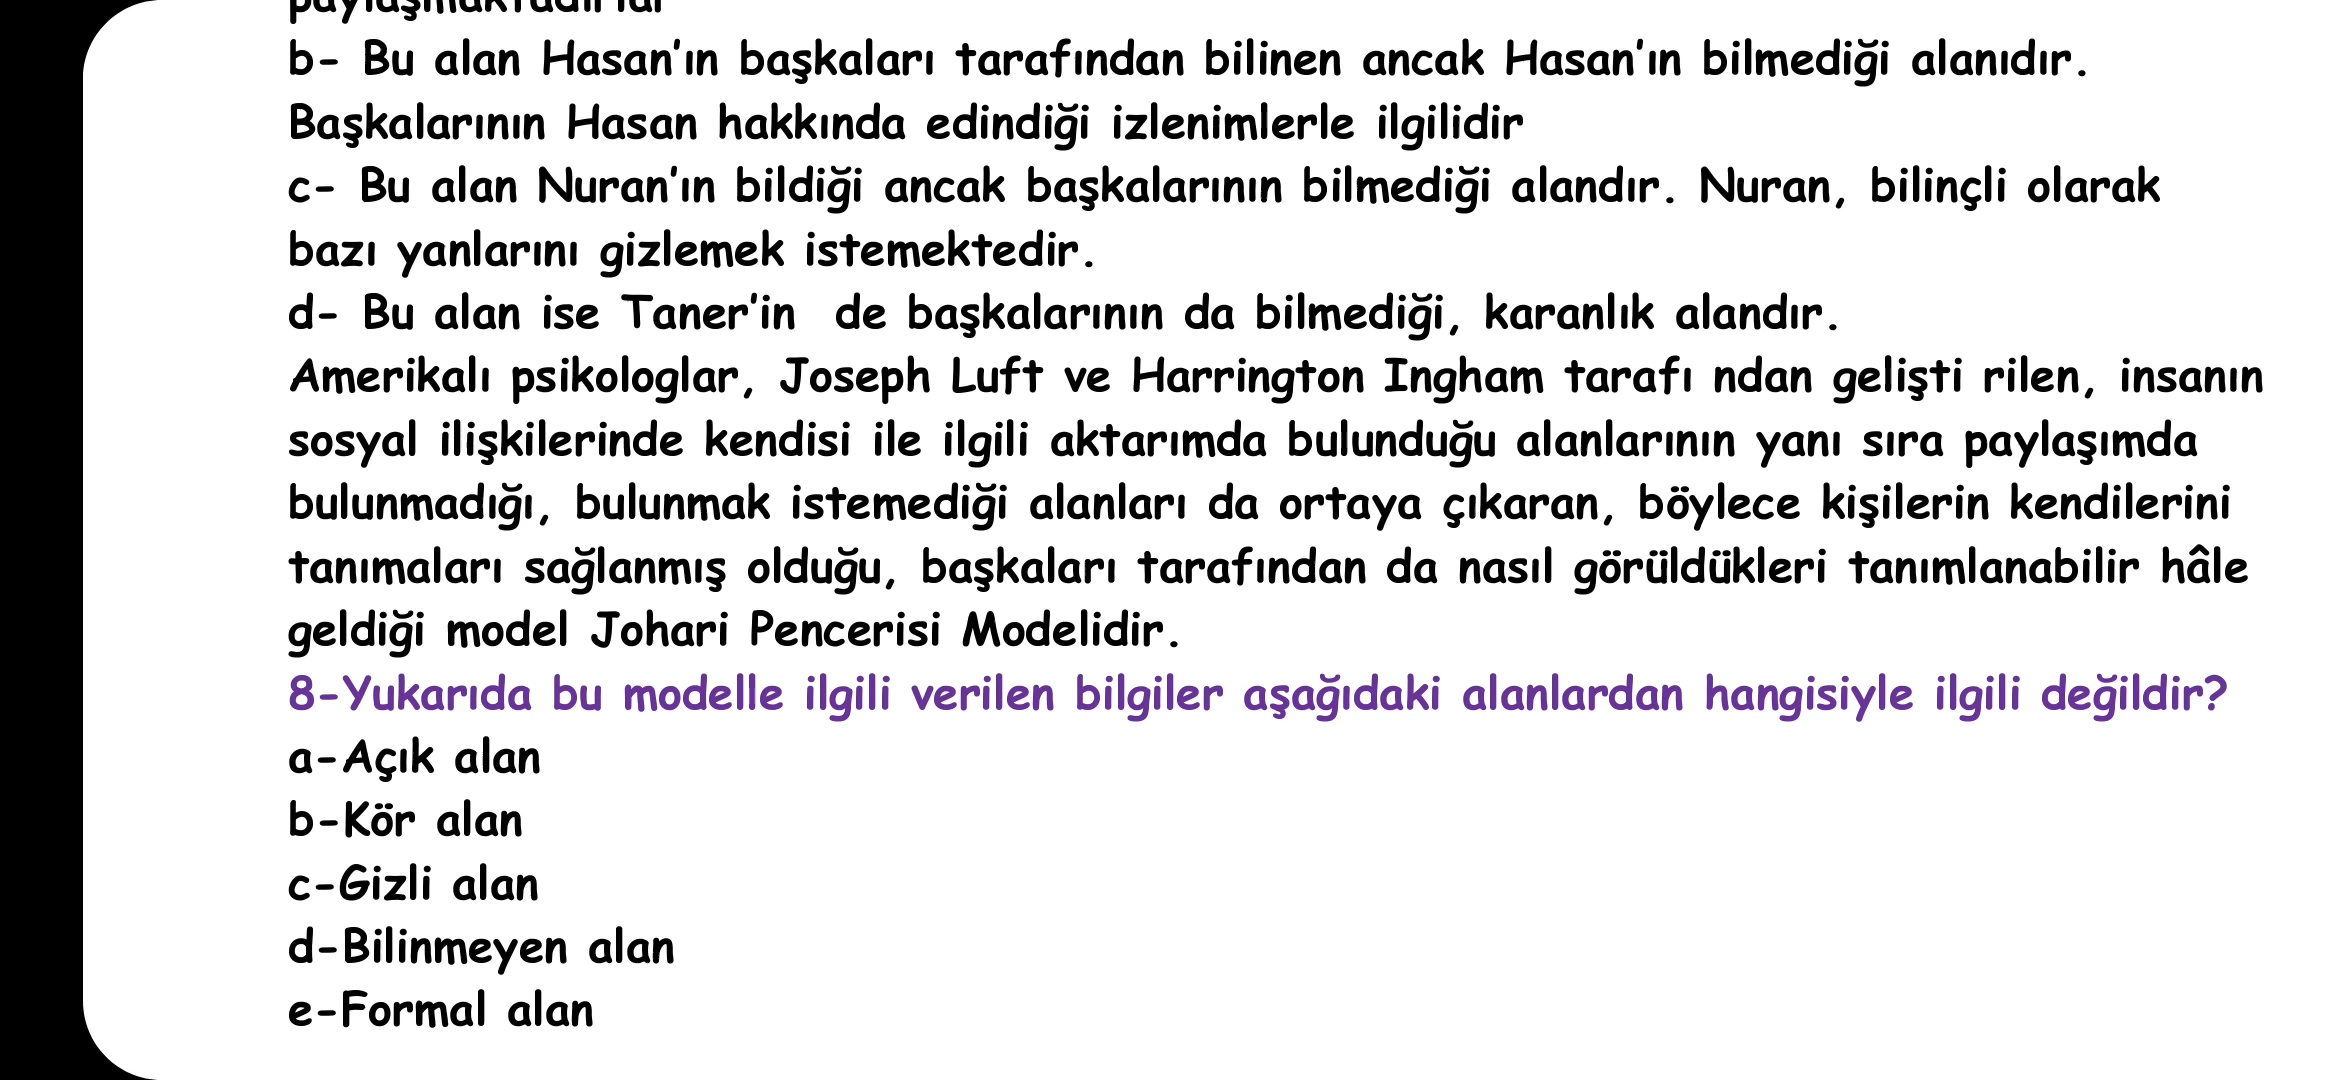 paylaşmaktadırlar
b- Bu alan Hasan’ın başkaları tarafından bilinen ancak Hasan’ın bilmediği alanıdır.
Başkalarının Hasan hakkında edindiği izlenimlerle ilgilidir
c- Bu alan Nuran’ın bildiği ancak başkalarının bilmediği alandır. Nuran, bilinçli olarak
bazı yanlarını gizlemek istemektedir.
d- Bu alan ise Taner’in de başkalarının da bilmediği, karanlık alandır.
Amerikalı psikologlar, Joseph Luft ve Harrington Ingham tarafı ndan gelişti rilen, insanın
sosyal ilişkilerinde kendisi ile ilgili aktarımda bulunduğu alanlarının yanı sıra paylaşımda
bulunmadığı, bulunmak istemediği alanları da ortaya çıkaran, böylece kişilerin kendilerini
tanımaları sağlanmış olduğu, başkaları tarafından da nasıl görüldükleri tanımlanabilir hâle
geldiği model Johari Pencerisi Modelidir.
8-Yukarıda bu modelle ilgili verilen bilgiler aşağıdaki alanlardan hangisiyle ilgili değildir?
a-Açık alan
b-Kör alan
c-Gizli alan
d-Bilinmeyen alan
e-Formal alan